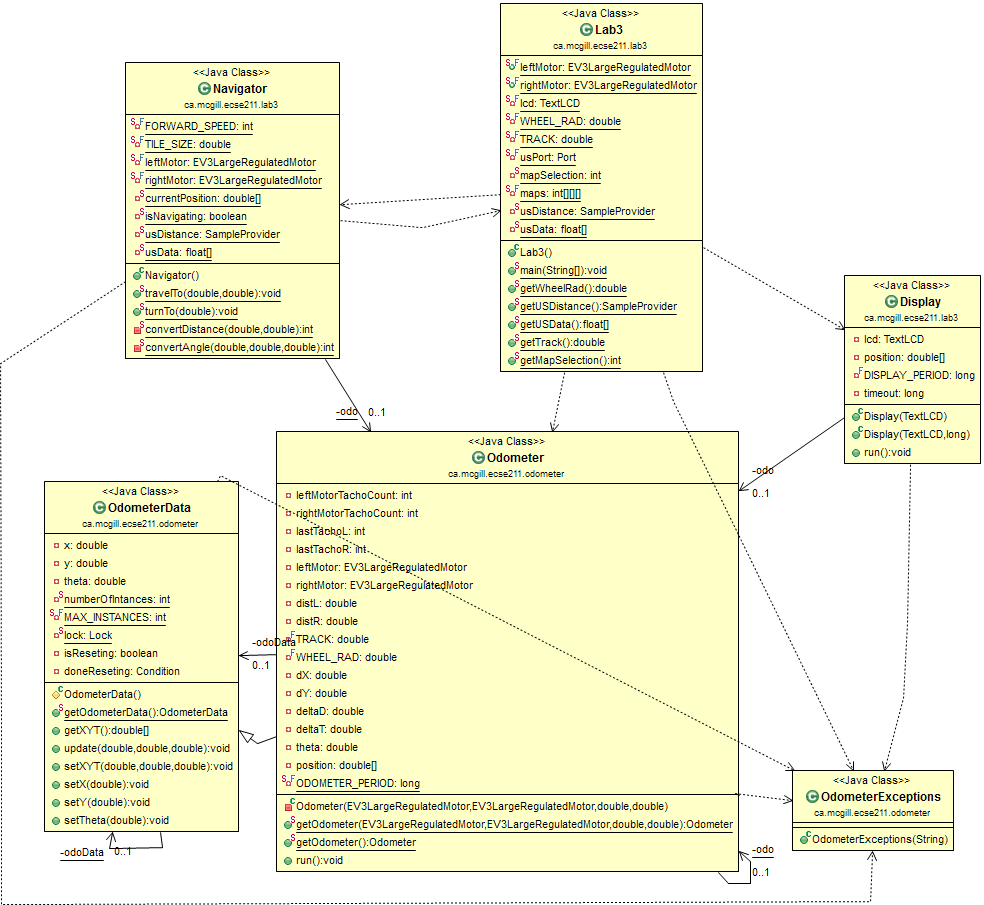 <<Java Class>>
Lab3
ca.mcgill.ecse211.lab3
leftMotor: EV3LargeRegulatedMotor
rightMotor: EV3LargeRegulatedMotor
lcd: TextLCD
WHEEL_RAD: double
TRACK: double
usPort: Port
mapSelection: int
maps: int[][][]
usDistance: SampleProvider
usData: float[]
Lab3()
main(String[]):void
getWheelRad():double
getUSDistance():SampleProvider
getUSData():float[]
getTrack():double
getMapSelection():int
<<Java Class>>
Navigator
ca.mcgill.ecse211.lab3
FORWARD_SPEED: int
TILE_SIZE: double
leftMotor: EV3LargeRegulatedMotor
rightMotor: EV3LargeRegulatedMotor
currentPosition: double[]
isNavigating: boolean
usDistance: SampleProvider
usData: float[]
Navigator()
travelTo(double,double):void
turnTo(double):void
convertDistance(double,double):int
convertAngle(double,double,double):int
<<Java Class>>
Display
ca.mcgill.ecse211.lab3
lcd: TextLCD
position: double[]
DISPLAY_PERIOD: long
timeout: long
Display(TextLCD)
Display(TextLCD,long)
run():void
-odo 0..1
-odo
0..1
<<Java Class>>
Odometer
ca.mcgill.ecse211.odometer
leftMotorTachoCount: int
rightMotorTachoCount: int
lastTachoL: int
lastTachoR: int
leftMotor: EV3LargeRegulatedMotor
rightMotor: EV3LargeRegulatedMotor
distL: double
distR: double
TRACK: double
WHEEL_RAD: double
dX: double
dY: double
deltaD: double
deltaT: double
theta: double
position: double[]
ODOMETER_PERIOD: long
Odometer(EV3LargeRegulatedMotor,EV3LargeRegulatedMotor,double,double)
getOdometer(EV3LargeRegulatedMotor,EV3LargeRegulatedMotor,double,double):Odometer
getOdometer():Odometer
run():void
-odo
0..1
<<Java Class>>
OdometerData
ca.mcgill.ecse211.odometer
x: double
y: double
theta: double
numberOfIntances: int
MAX_INSTANCES: int
lock: Lock
isReseting: boolean
doneReseting: Condition
OdometerData()
getOdometerData():OdometerData
getXYT():double[]
update(double,double,double):void
setXYT(double,double,double):void
setX(double):void
setY(double):void
setTheta(double):void
-odoData
0..1
-odoData 0..1
<<Java Class>>
OdometerExceptions
ca.mcgill.ecse211.odometer
OdometerExceptions(String)